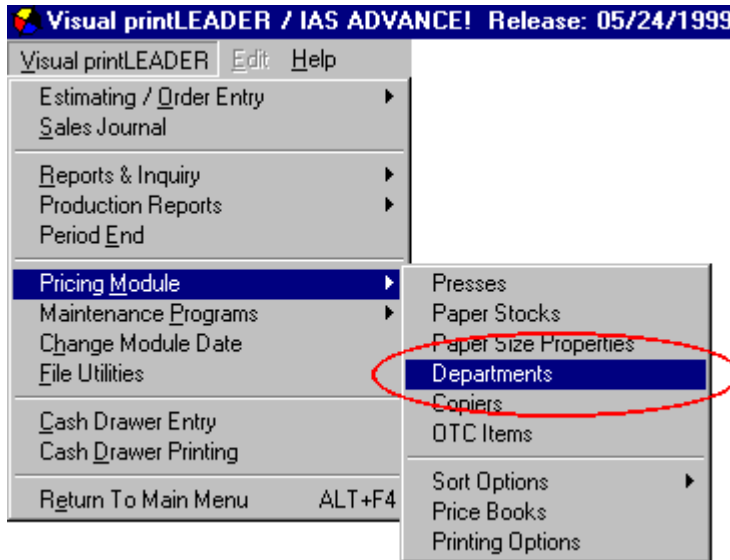 Visual printLEADER / IAS ADVANCE! Release: 05/24/1999
Visual printLEADER Edit Help
Estimating / Order Entry
Sales Journal
Reports & Inquiry
Production Reports
Period End
Pricing Module
Maintenance Programs
Change Module Date
File Utilities
Cash Drawer Entry
Cash Drawer Printing
Return To Main Menu ALT+F4
Presses
Paper Stocks
Paper Size Properties
Departments
Copiers
OTC Items
Sort Options
Price Books
Printing Options